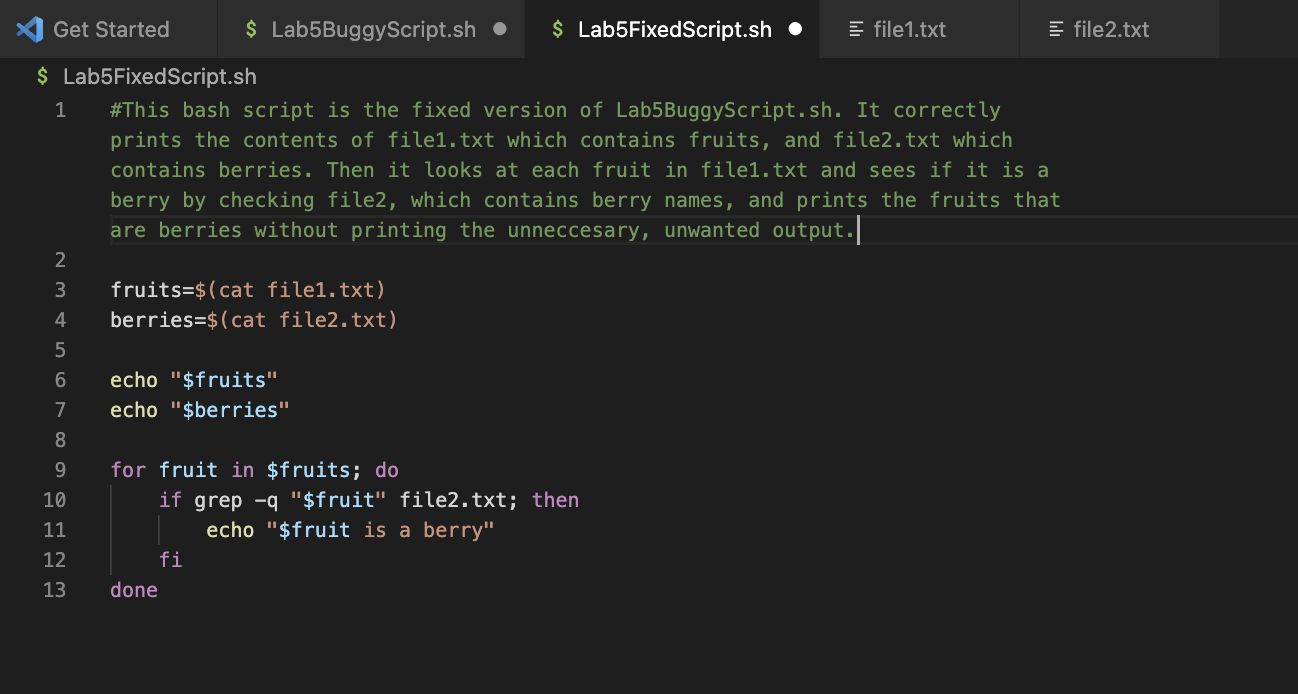 Get Started $ Lab5BuggyScript.sh $ Lab5FixedScript.sh file1.txt file2.txt
$ Lab5FixedScript.sh
1 #This bash script is the fixed version of Lab5BuggyScript.sh. It correctly
prints the contents of file1.txt which contains fruits, and file2.txt which
contains berries. Then it looks at each fruit in file1.txt and sees if it is a
berry by checking file2, which contains berry names, and prints the fruits that
are berries without printing the unneccesary, unwanted output.
2
3 fruits=$(cat file1.txt)
4 berries=$(cat file2.txt)
5
6 echo "$fruits"
7 echo "$berries"
8
9 for fruit in $fruits; do
10     if grep -q "$fruit" file2.txt; then
11         echo "$fruit is a berry"
12     fi
13 done